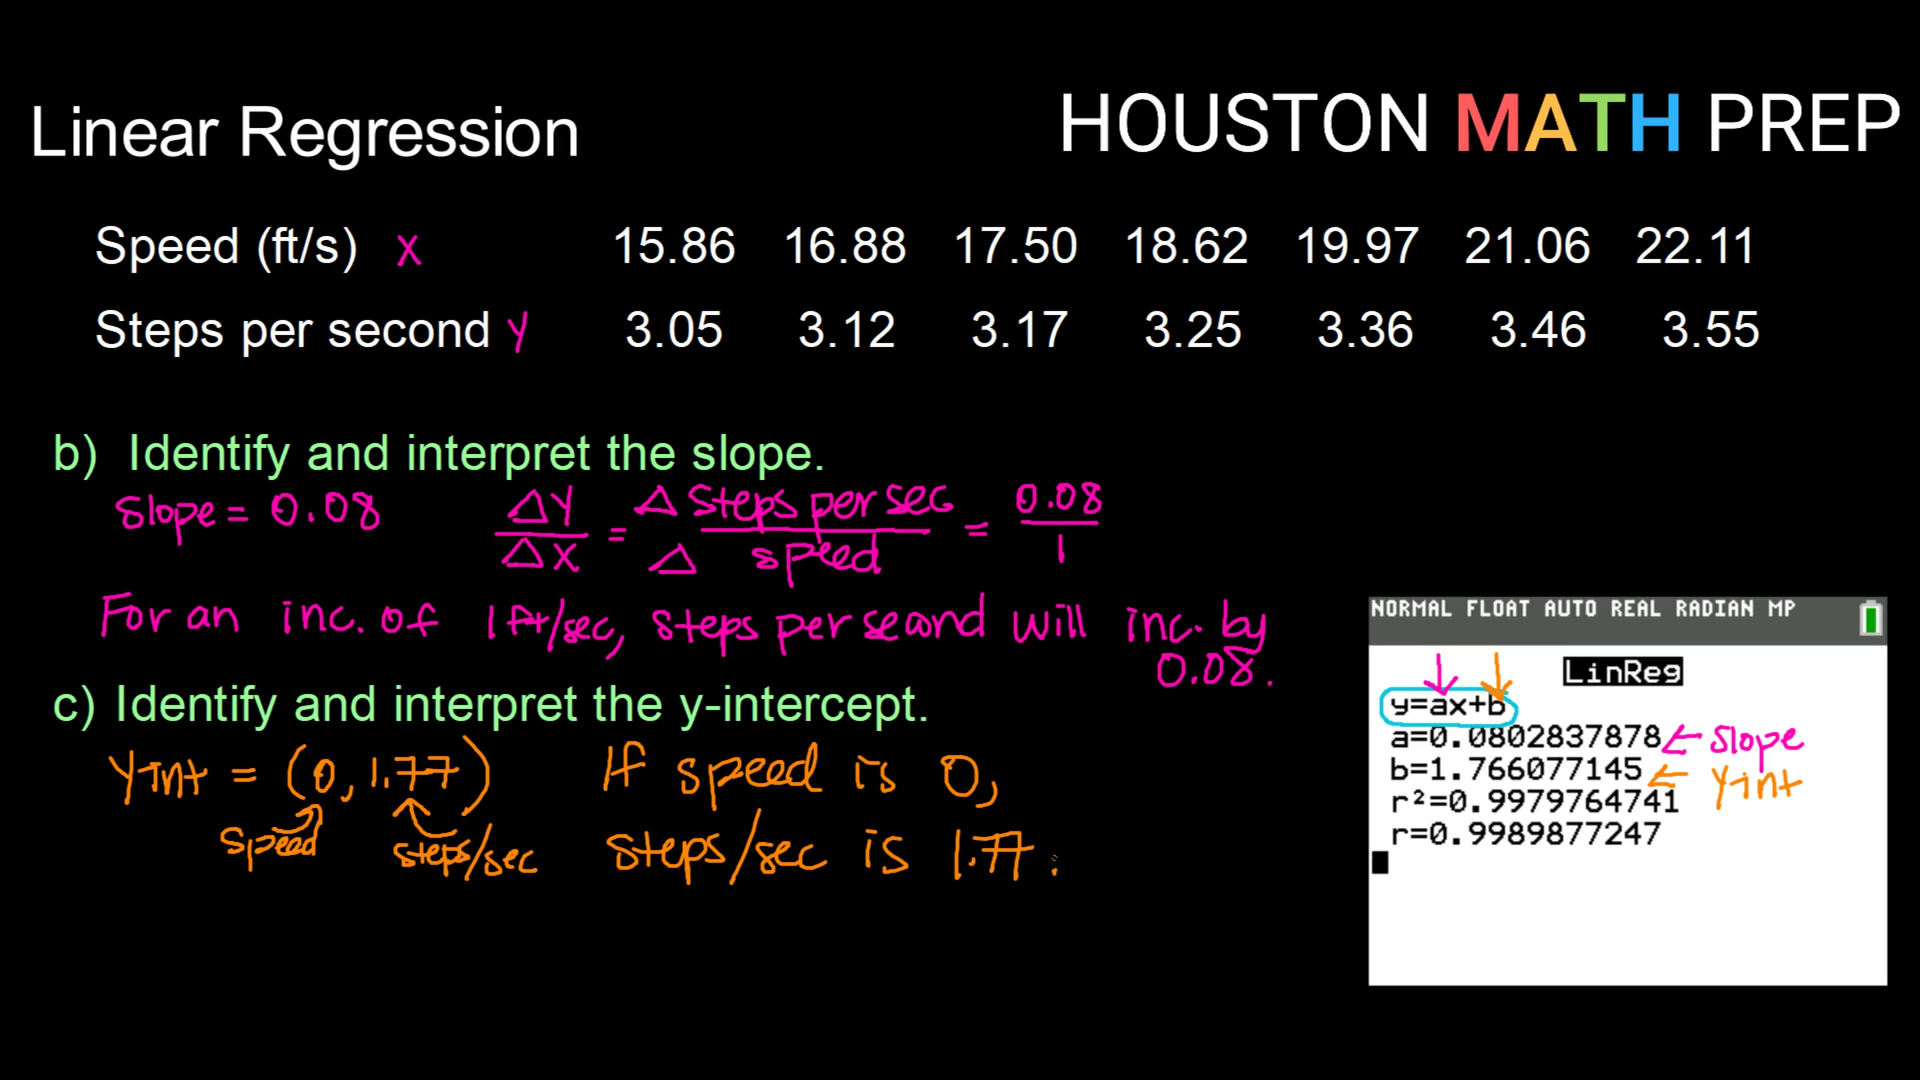 Linear Regression
HOUSTON MATH PREP
Speed (ft/s) x 15.86 16.88 17.50 18.62 19.97 21.06 22.11
Steps per second y 3.05 3.12 3.17 3.25 3.36 3.46 3.55
b) Identify and interpret the slope.
Slope = 0.08 ΔY/ΔX = Δ steps per sec/Δ speed = 0.08/1
For an inc. of 1 ft/sec, steps per second will inc. by
0.08.
c) Identify and interpret the y-intercept.
Yint = (0, 1.77) If speed is 0,
speed steps/sec steps/sec is 1.77.
NORMAL FLOAT AUTO REAL RADIAN MP
LinReg
y=ax+b
a=0.0802837878 ← slope
b=1.766077145 ← Yint
r²=0.9979764741
r=0.9989877247